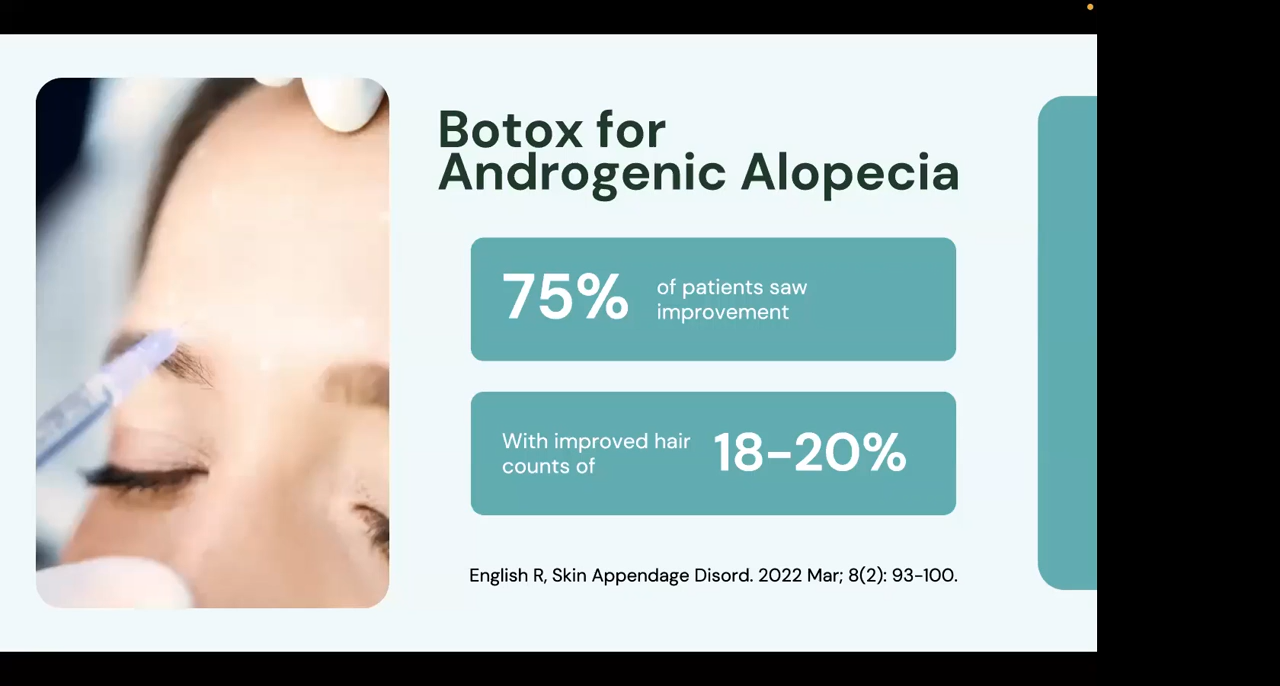 Botox for
Androgenic Alopecia
75%
of patients saw
improvement
With improved hair
counts of
18-20%
English R, Skin Appendage Disord. 2022 Mar; 8(2): 93-100.